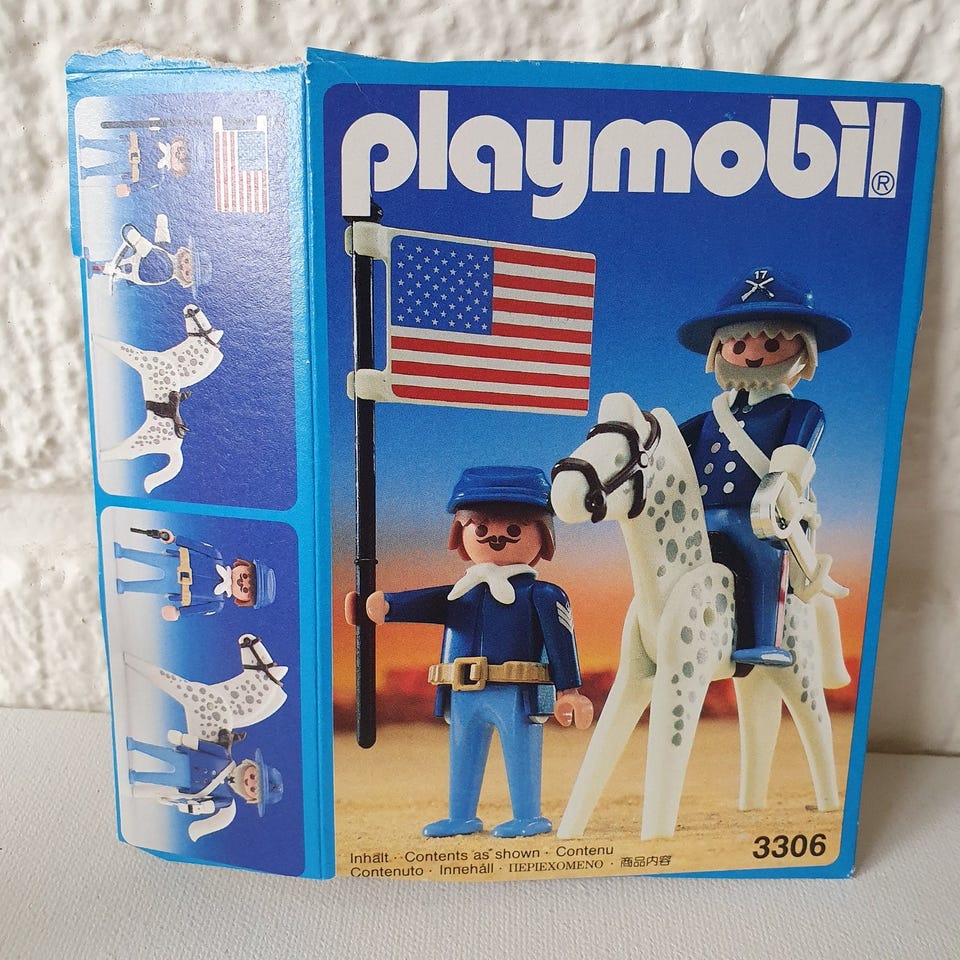 playmobil®
17
Inhalt · Contents as shown · Contenu
Contenuto · Innehåll · ΠΕΡΙΕΧΟΜΕΝΟ · 商品内容
3306